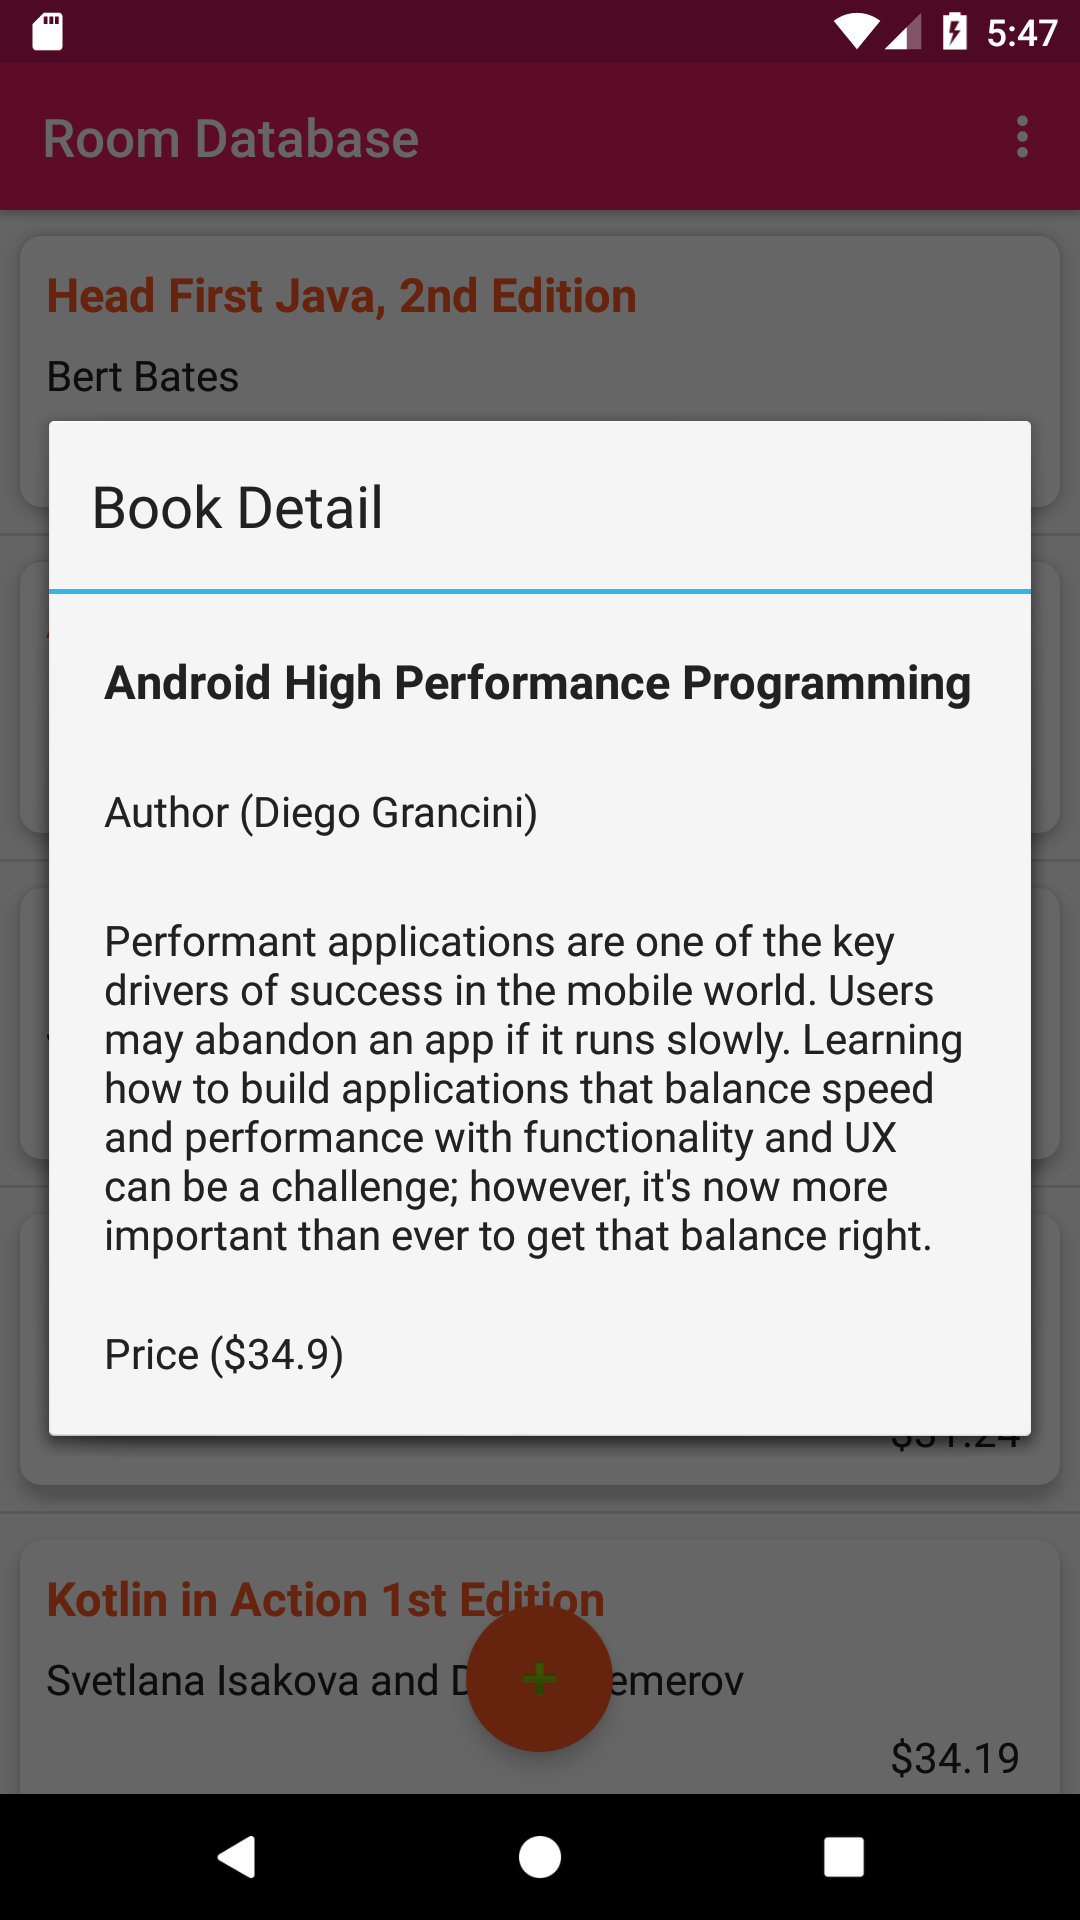 5:47
Room Database
Head First Java, 2nd Edition
Bert Bates
Book Detail
Android High Performance Programming
Author (Diego Grancini)
Performant applications are one of the key
drivers of success in the mobile world. Users
may abandon an app if it runs slowly. Learning
how to build applications that balance speed
and performance with functionality and UX
can be a challenge; however, it's now more
important than ever to get that balance right.
Price ($34.9)
$31.24
Kotlin in Action 1st Edition
Svetlana Isakova and
+
$34.19